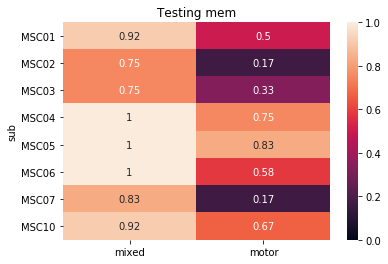 Testing mem
MSC01 0.92 0.5
MSC02 0.75 0.17
MSC03 0.75 0.33
MSC04 1 0.75
MSC05 1 0.83
MSC06 1 0.58
MSC07 0.83 0.17
MSC10 0.92 0.67
mixed motor
sub
1.0
0.8
0.6
0.4
0.2
0.0